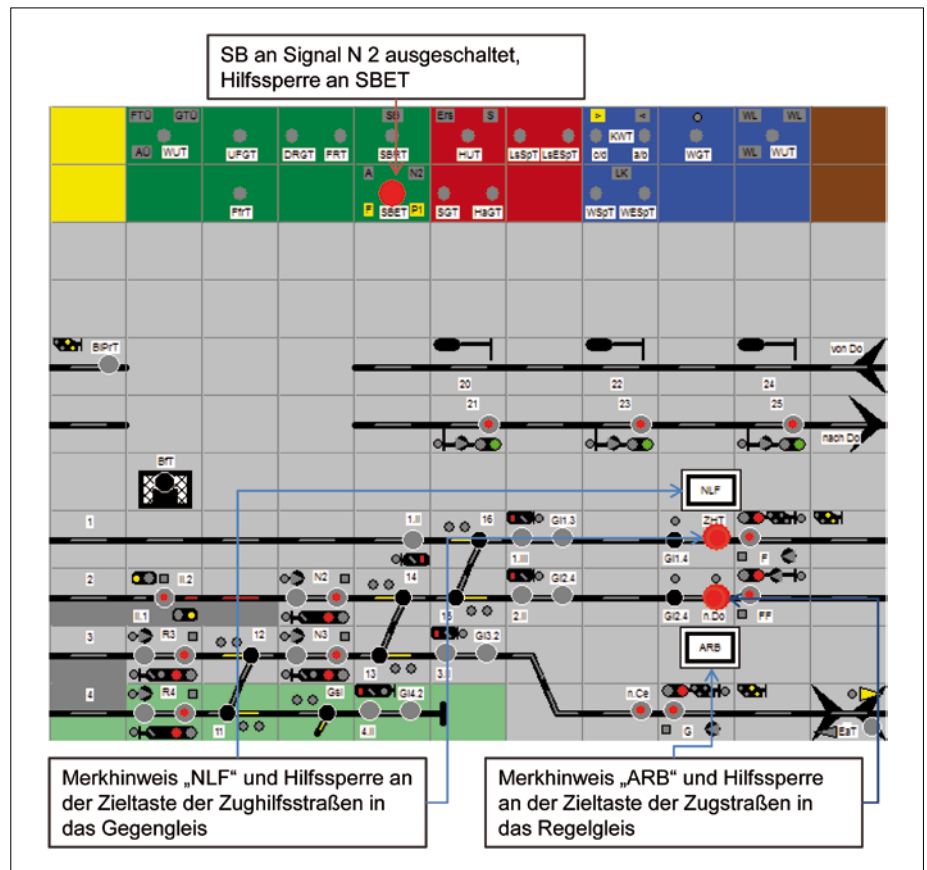 SB an Signal N 2 ausgeschaltet,
Hilfssperre an SBET
FTÜ GTÜ SB Ers S WL WL
AÜ WUT UFGT DRGT FRT SBRT HUT LsSpT LsESpT c/d KWT a/b WGT WL WUT
A N2 LK
FfrT F SBET P1 SGT HaGT WSpT WESpT
BlPrT von Do
20 22 24
21 23 25
nach Do
BfT
NLF
1 1.II 16 Gl1.3 ZHT
1.III Gl1.4 F
2 II.2 N2 14 Gl2.4
II.1 15 2.II Gl2.4 n.Do FF
3 R3 12 N3 Gl3.2 ARB
13 3.II
4 R4 Gsl Gl4.2 n.Ce
11 4.II G EaT
Merkhinweis „NLF“ und Hilfssperre an
der Zieltaste der Zughilfsstraßen in
das Gegengleis
Merkhinweis „ARB“ und Hilfssperre
an der Zieltaste der Zugstraßen in
das Regelgleis